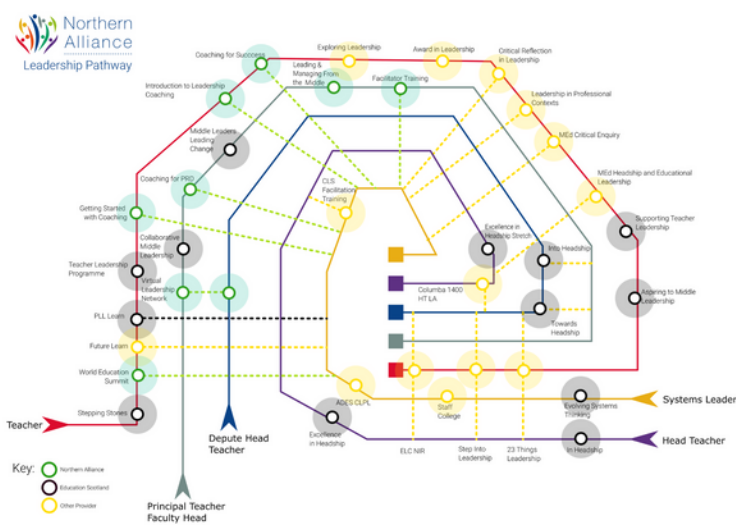 Northern
Alliance
Leadership Pathway
Coaching for Success
Exploring Leadership
Award in Leadership
Critical Reflection
in Leadership
Leading &
Managing From
the Middle
Facilitator Training
Introduction to Leadership
Coaching
Leadership in Professional
Contexts
Middle Leaders
Leading
Change
MEd Critical Enquiry
Coaching for PRD
CLS
Facilitation
Training
MEd Headship and Educational
Leadership
Getting Started
with Coaching
Supporting Teacher
Leadership
Collaborative
Middle
Leadership
Excellence in
Headship Stretch
Into Headship
Teacher Leadership
Programme
Virtual
Leadership
Network
Columba 1400
HT LA
Aspiring to Middle
Leadership
PLL Learn
Towards
Headship
Future Learn
World Education
Summit
ADES CLPL
Staff
College
Evolving Systems
Thinking
Systems Leader
Stepping Stones
Teacher
Depute Head
Teacher
Excellence
in Headship
ELC NIR
Step Into
Leadership
23 Things
Leadership
In Headship
Head Teacher
Key:
Northern Alliance
Education Scotland
Other Provider
Principal Teacher
Faculty Head